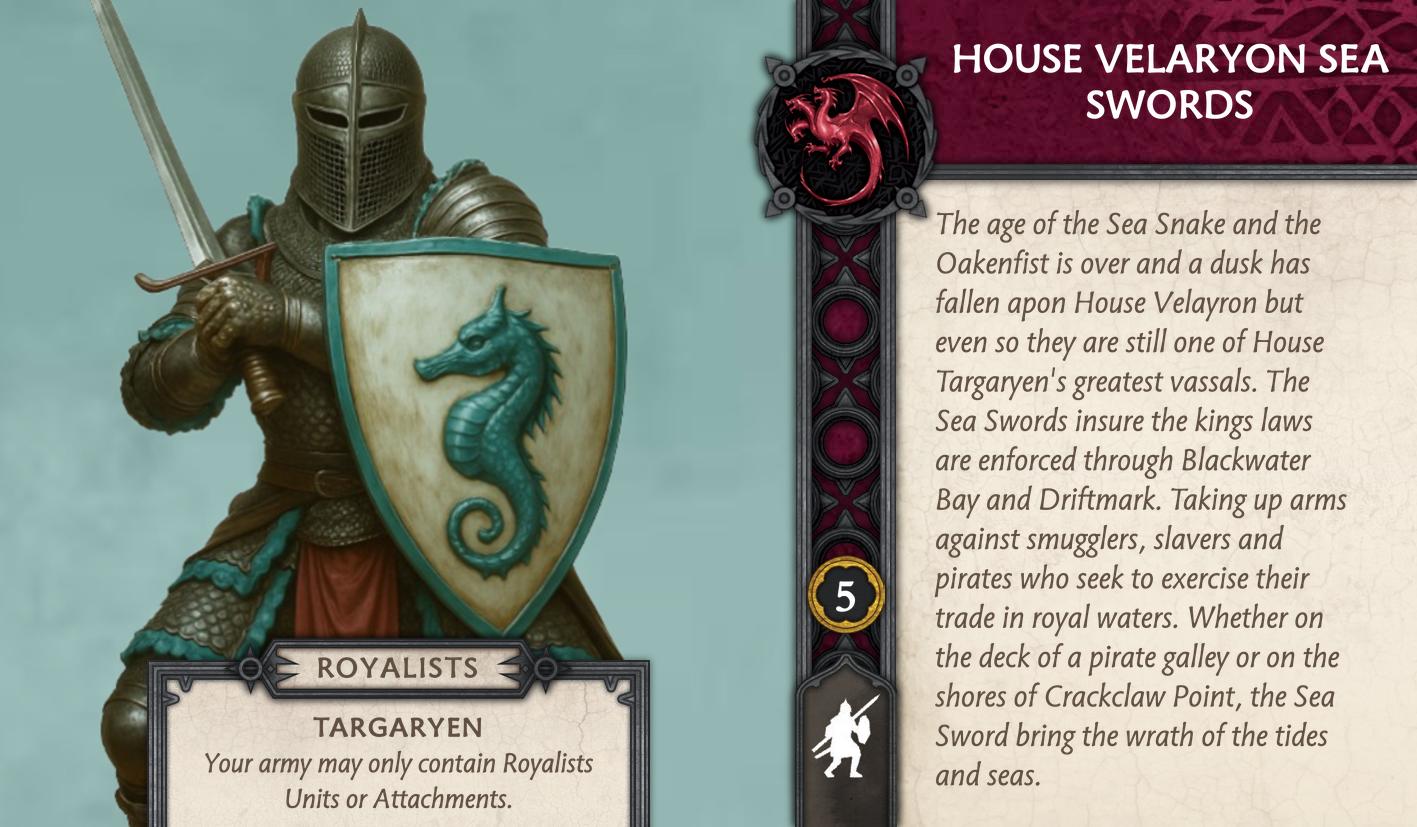 HOUSE VELARYON SEA
SWORDS
The age of the Sea Snake and the
Oakenfist is over and a dusk has
fallen apon House Velayron but
even so they are still one of House
Targaryen's greatest vassals. The
Sea Swords insure the kings laws
are enforced through Blackwater
Bay and Driftmark. Taking up arms
against smugglers, slavers and
pirates who seek to exercise their
trade in royal waters. Whether on
the deck of a pirate galley or on the
shores of Crackclaw Point, the Sea
Sword bring the wrath of the tides
and seas.
5
ROYALISTS
TARGARYEN
Your army may only contain Royalists
Units or Attachments.